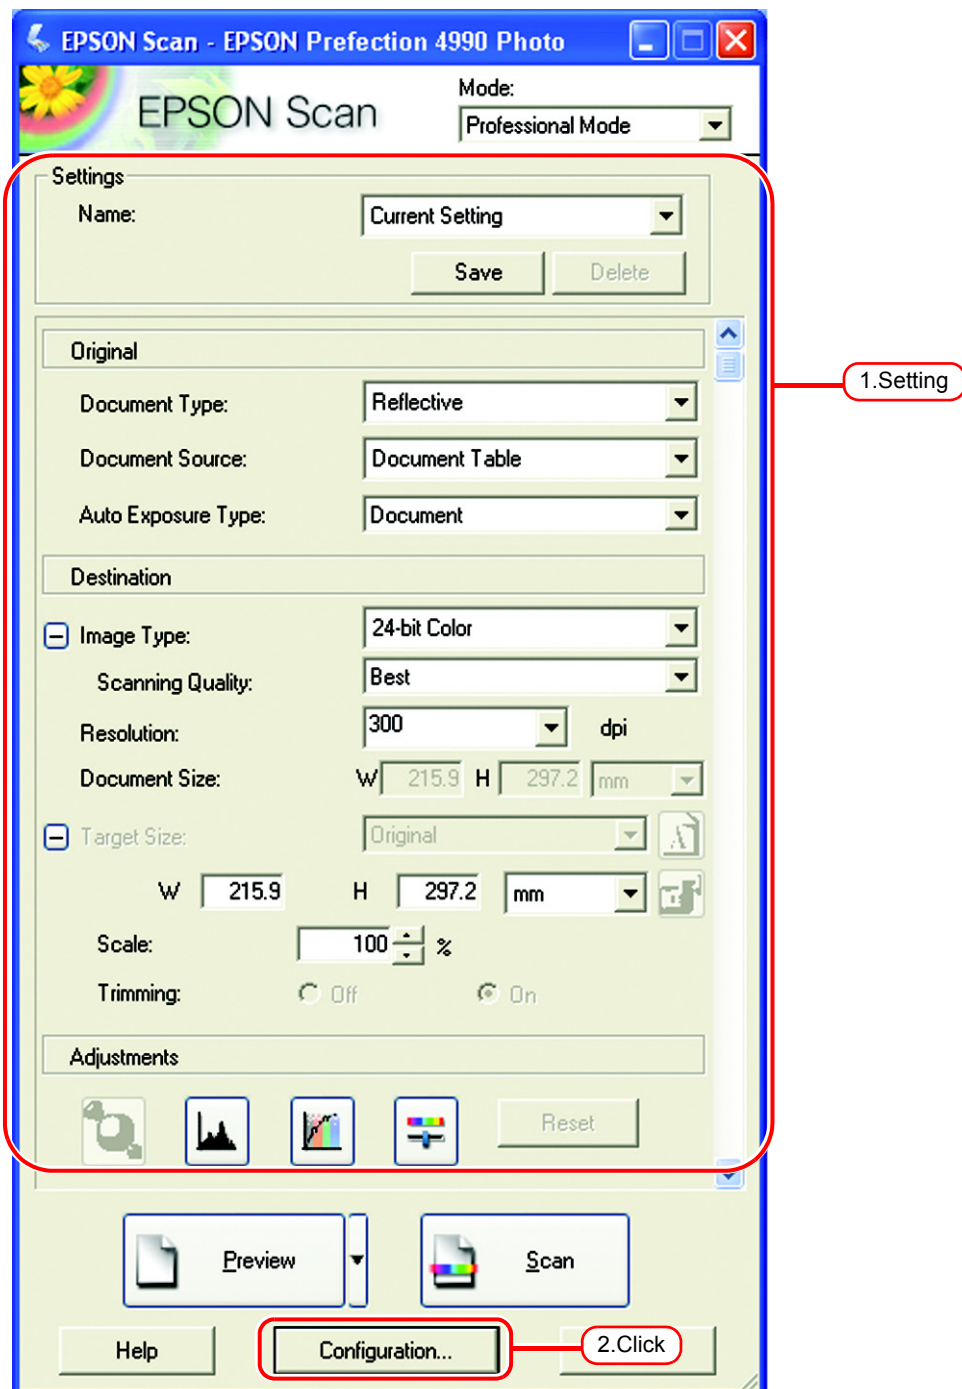 EPSON Scan - EPSON Prefection 4990 Photo
EPSON Scan
Mode:
Professional Mode
Settings
Name:
Current Setting
Save
Delete
Original
1.Setting
Document Type:
Reflective
Document Source:
Document Table
Auto Exposure Type:
Document
Destination
Image Type:
24-bit Color
Scanning Quality:
Best
Resolution:
300
dpi
Document Size:
W 215.9 H 297.2 mm
Target Size:
Original
W 215.9 H 297.2 mm
Scale:
100 %
Trimming:
Off
On
Adjustments
Reset
Preview
Scan
Help
Configuration...
2.Click